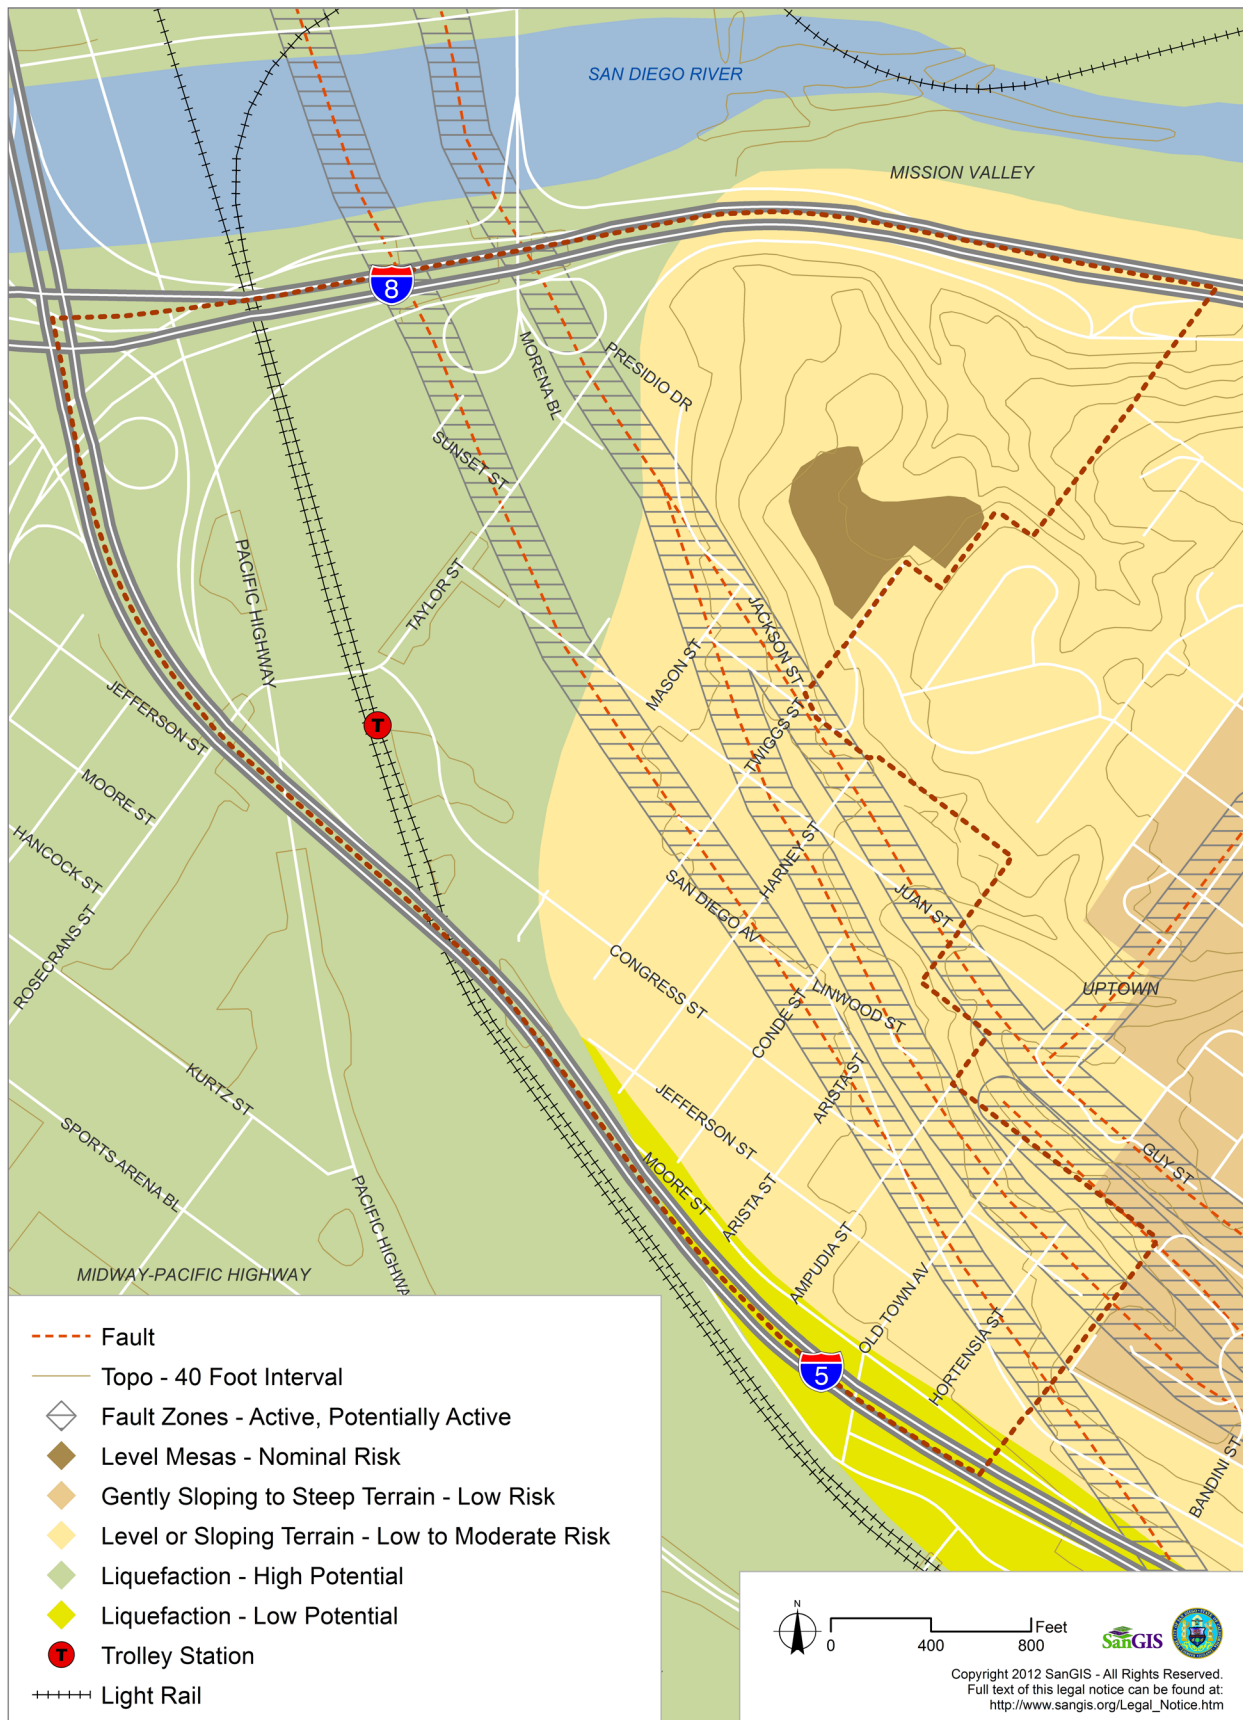 SAN DIEGO RIVER
MISSION VALLEY
8
MORENA BL
PRESIDIO DR
SUNSET ST
PACIFIC HIGHWAY
TAYLOR ST
JACKSON ST
MASON ST
T
JEFFERSON ST
TWIGGS ST
MOORE ST
HANCOCK ST
HARNEY ST
JUAN ST
SAN DIEGO AV
ROSECRANS ST
CONGRESS ST
UPTOWN
LINWOOD ST
CONDE ST
KURTZ ST
ARISTA ST
JEFFERSON ST
SPORTS ARENA BL
MOORE ST
GUY ST
ARISTA ST
PACIFIC HIGHWA
AMPUDIA ST
MIDWAY-PACIFIC HIGHWAY
OLD TOWN AV
HORTENSIA ST
5
BANDINI ST
Fault
Topo - 40 Foot Interval
Fault Zones - Active, Potentially Active
Level Mesas - Nominal Risk
Gently Sloping to Steep Terrain - Low Risk
Level or Sloping Terrain - Low to Moderate Risk
Liquefaction - High Potential
Liquefaction - Low Potential
T Trolley Station
Light Rail
N
Feet
0 400 800
SanGIS
Copyright 2012 SanGIS - All Rights Reserved.
Full text of this legal notice can be found at:
http://www.sangis.org/Legal_Notice.htm